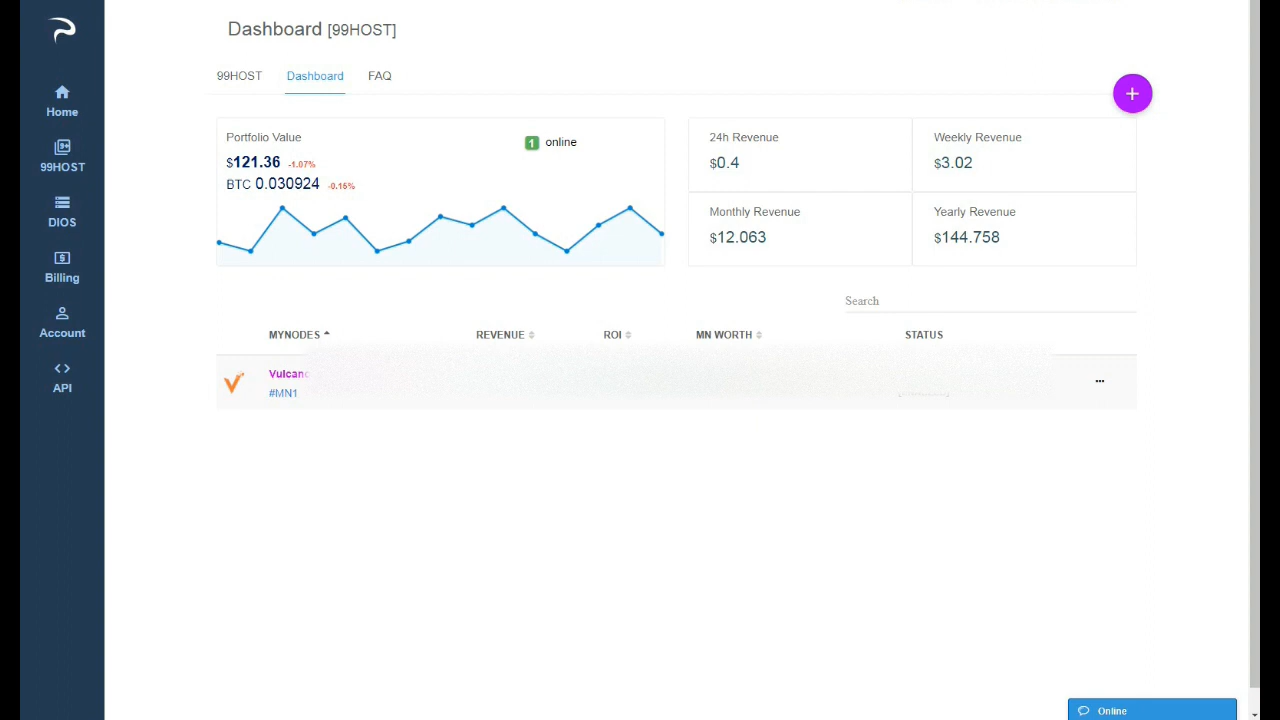 Dashboard [99HOST]
99HOST Dashboard FAQ
+
Home
99HOST
DIOS
Billing
Account
API
Portfolio Value
1 online
$121.36 -1.07%
BTC 0.030924 -0.16%
24h Revenue
$0.4
Weekly Revenue
$3.02
Monthly Revenue
$12.063
Yearly Revenue
$144.758
Search
MYNODES REVENUE ROI MN WORTH STATUS
Vulcano
#MN1
...
Online